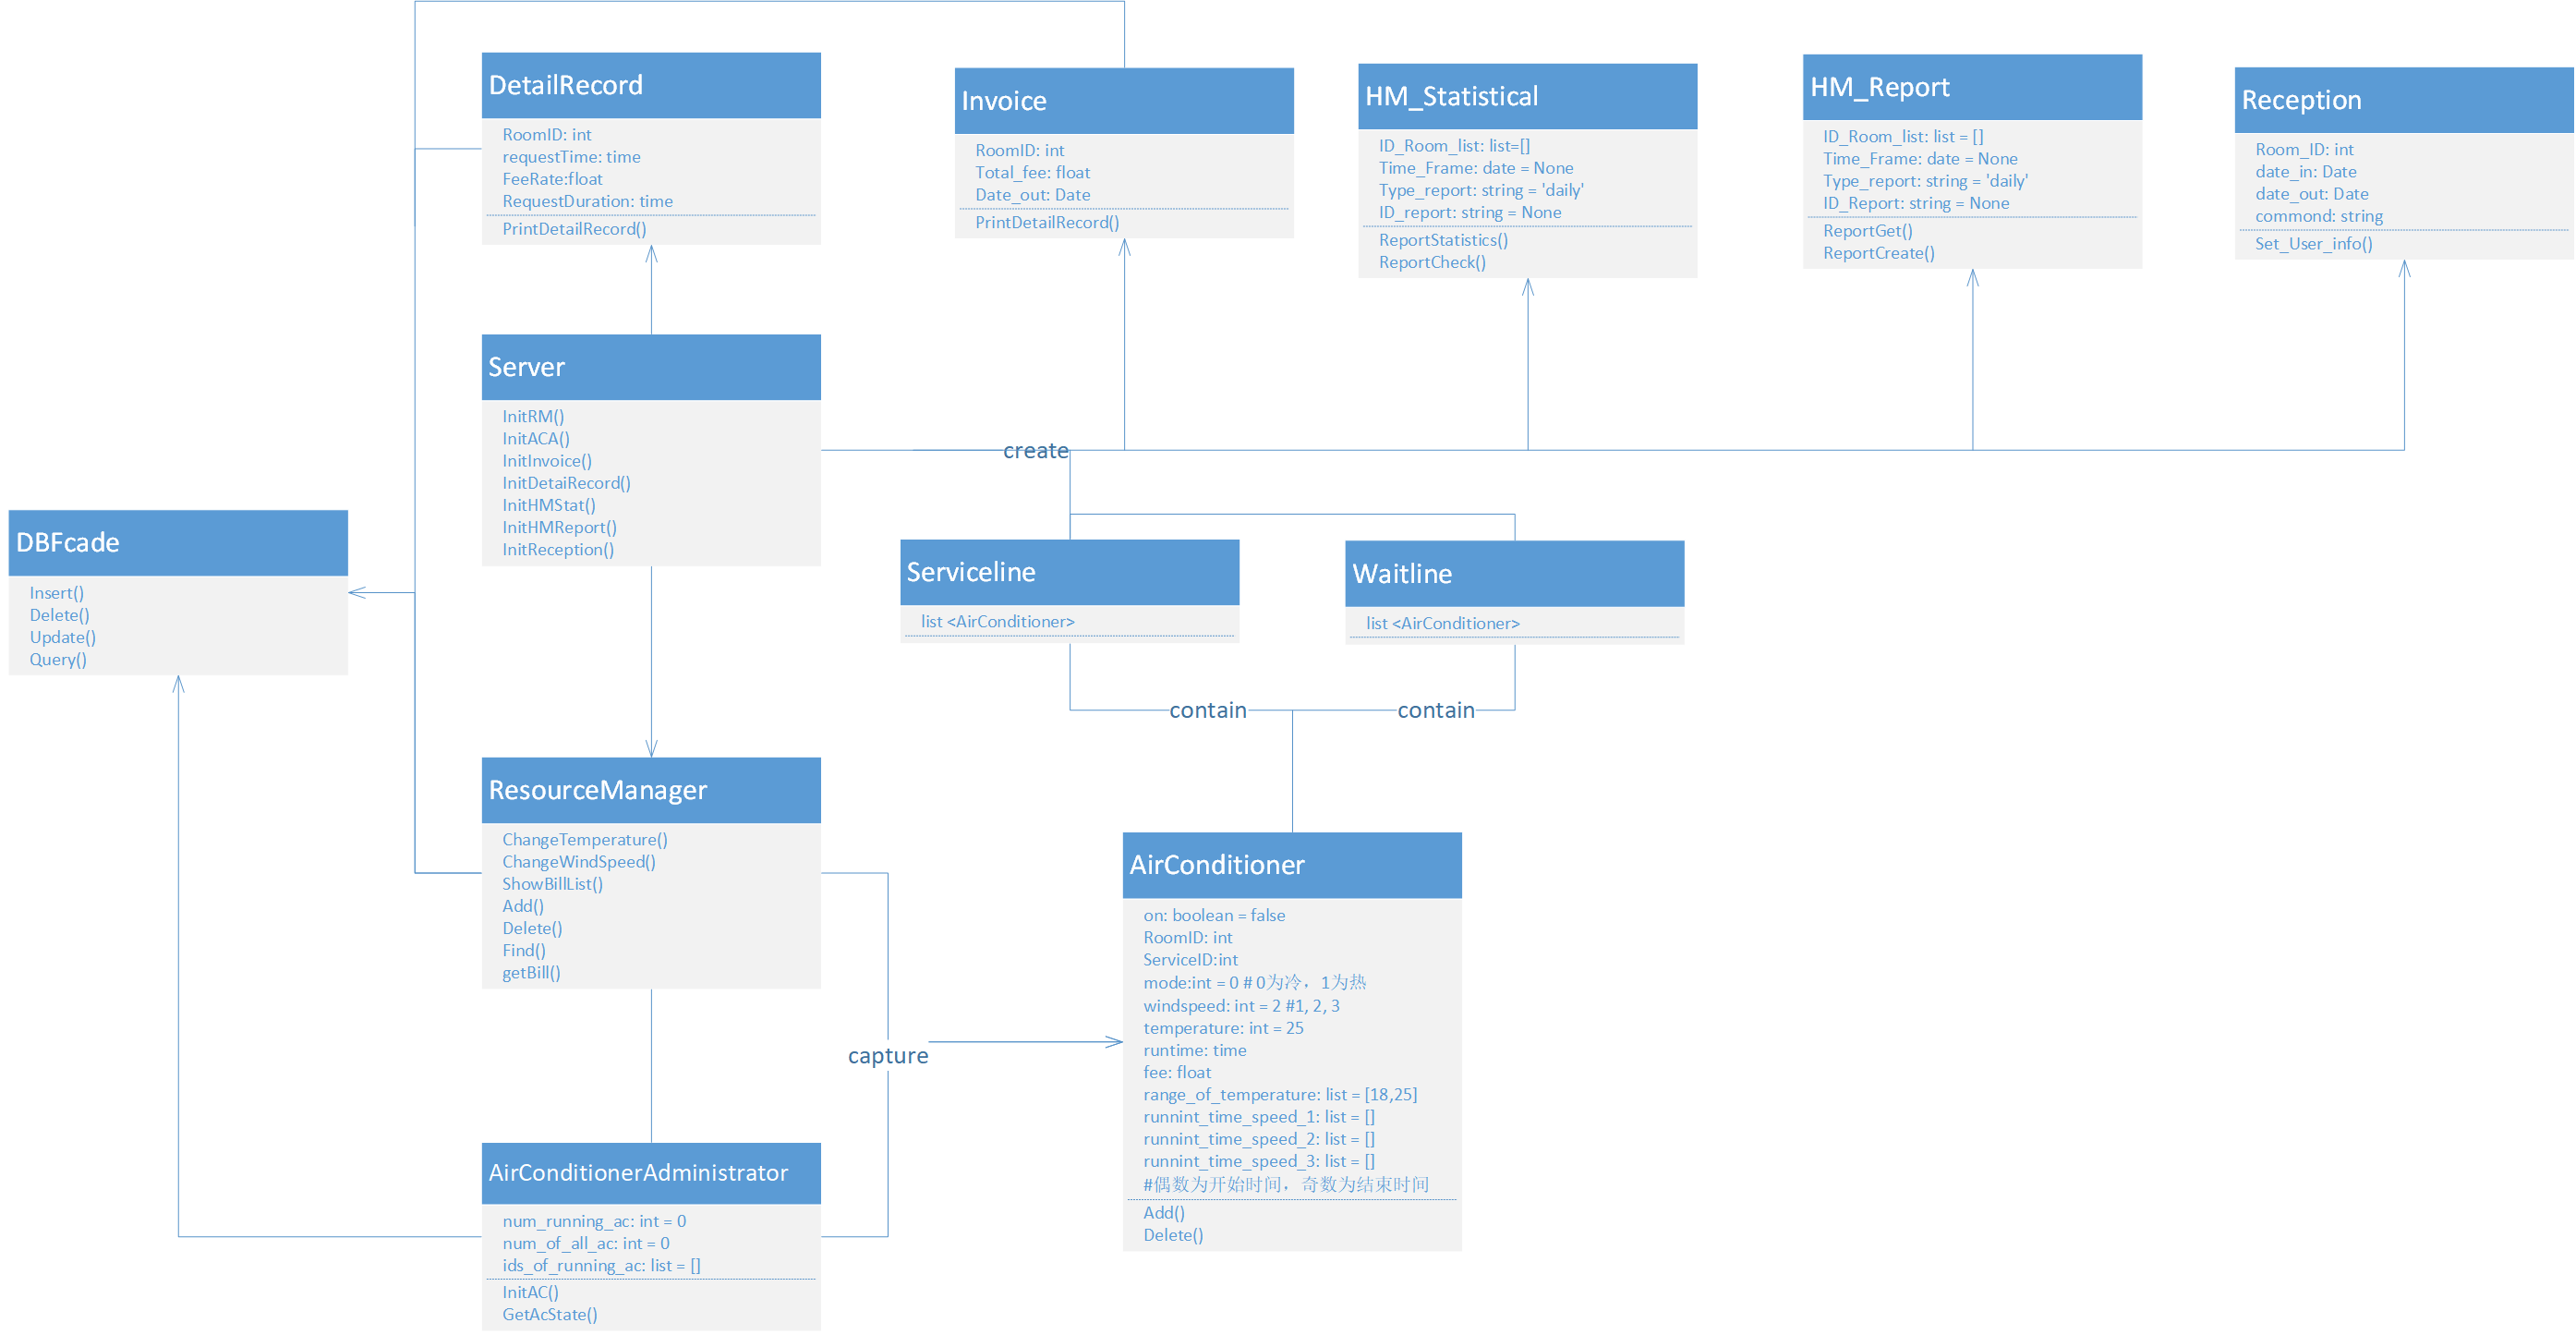 DetailRecord
RoomID: int
requestTime: time
FeeRate:float
RequestDuration: time
PrintDetailRecord()
Invoice
RoomID: int
Total_fee: float
Date_out: Date
PrintDetailRecord()
HM_Statistical
ID_Room_list: list=[]
Time_Frame: date = None
Type_report: string = 'daily'
ID_report: string = None
ReportStatistics()
ReportCheck()
HM_Report
ID_Room_list: list = []
Time_Frame: date = None
Type_report: string = 'daily'
ID_Report: string = None
ReportGet()
ReportCreate()
Reception
Room_ID: int
date_in: Date
date_out: Date
commond: string
Set_User_info()
Server
InitRM()
InitACA()
InitInvoice()
InitDetaiRecord()
InitHMStat()
InitHMReport()
InitReception()
create
DBFcade
Insert()
Delete()
Update()
Query()
Serviceline
list <AirConditioner>
Waitline
list <AirConditioner>
contain
contain
ResourceManager
ChangeTemperature()
ChangeWindSpeed()
ShowBillList()
Add()
Delete()
Find()
getBill()
capture
AirConditioner
on: boolean = false
RoomID: int
ServiceID:int
mode:int = 0 # 0为冷，1为热
windspeed: int = 2 #1, 2, 3
temperature: int = 25
runtime: time
fee: float
range_of_temperature: list = [18,25]
runnint_time_speed_1: list = []
runnint_time_speed_2: list = []
runnint_time_speed_3: list = []
#偶数为开始时间，奇数为结束时间
Add()
Delete()
AirConditionerAdministrator
num_running_ac: int = 0
num_of_all_ac: int = 0
ids_of_running_ac: list = []
InitAC()
GetAcState()